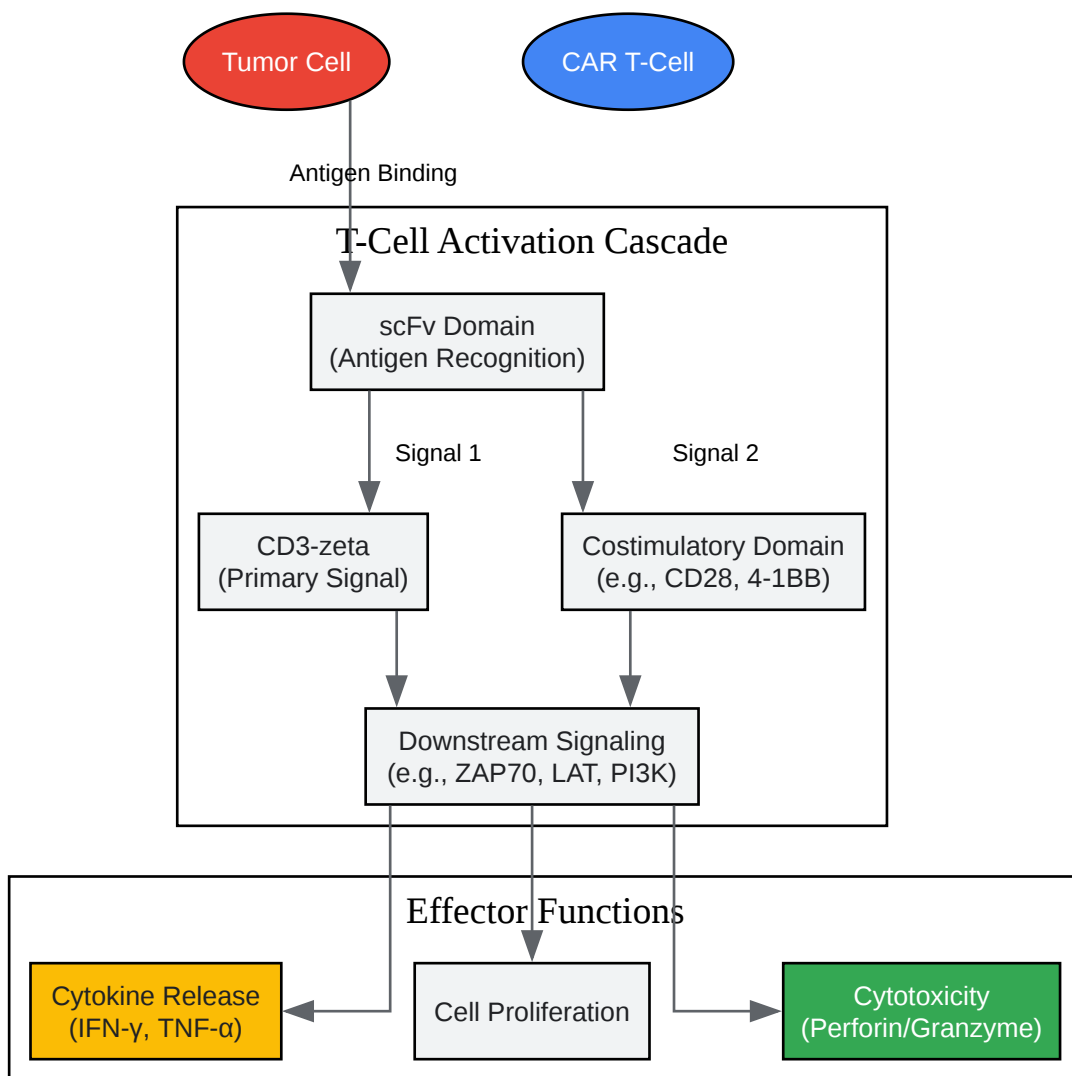 Tumor Cell
CAR T-Cell
Antigen Binding
T-Cell Activation Cascade
scFv Domain
(Antigen Recognition)
Signal 1
Signal 2
CD3-zeta
(Primary Signal)
Costimulatory Domain
(e.g., CD28, 4-1BB)
Downstream Signaling
(e.g., ZAP70, LAT, PI3K)
Effector Functions
Cytokine Release
(IFN-γ, TNF-α)
Cell Proliferation
Cytotoxicity
(Perforin/Granzyme)